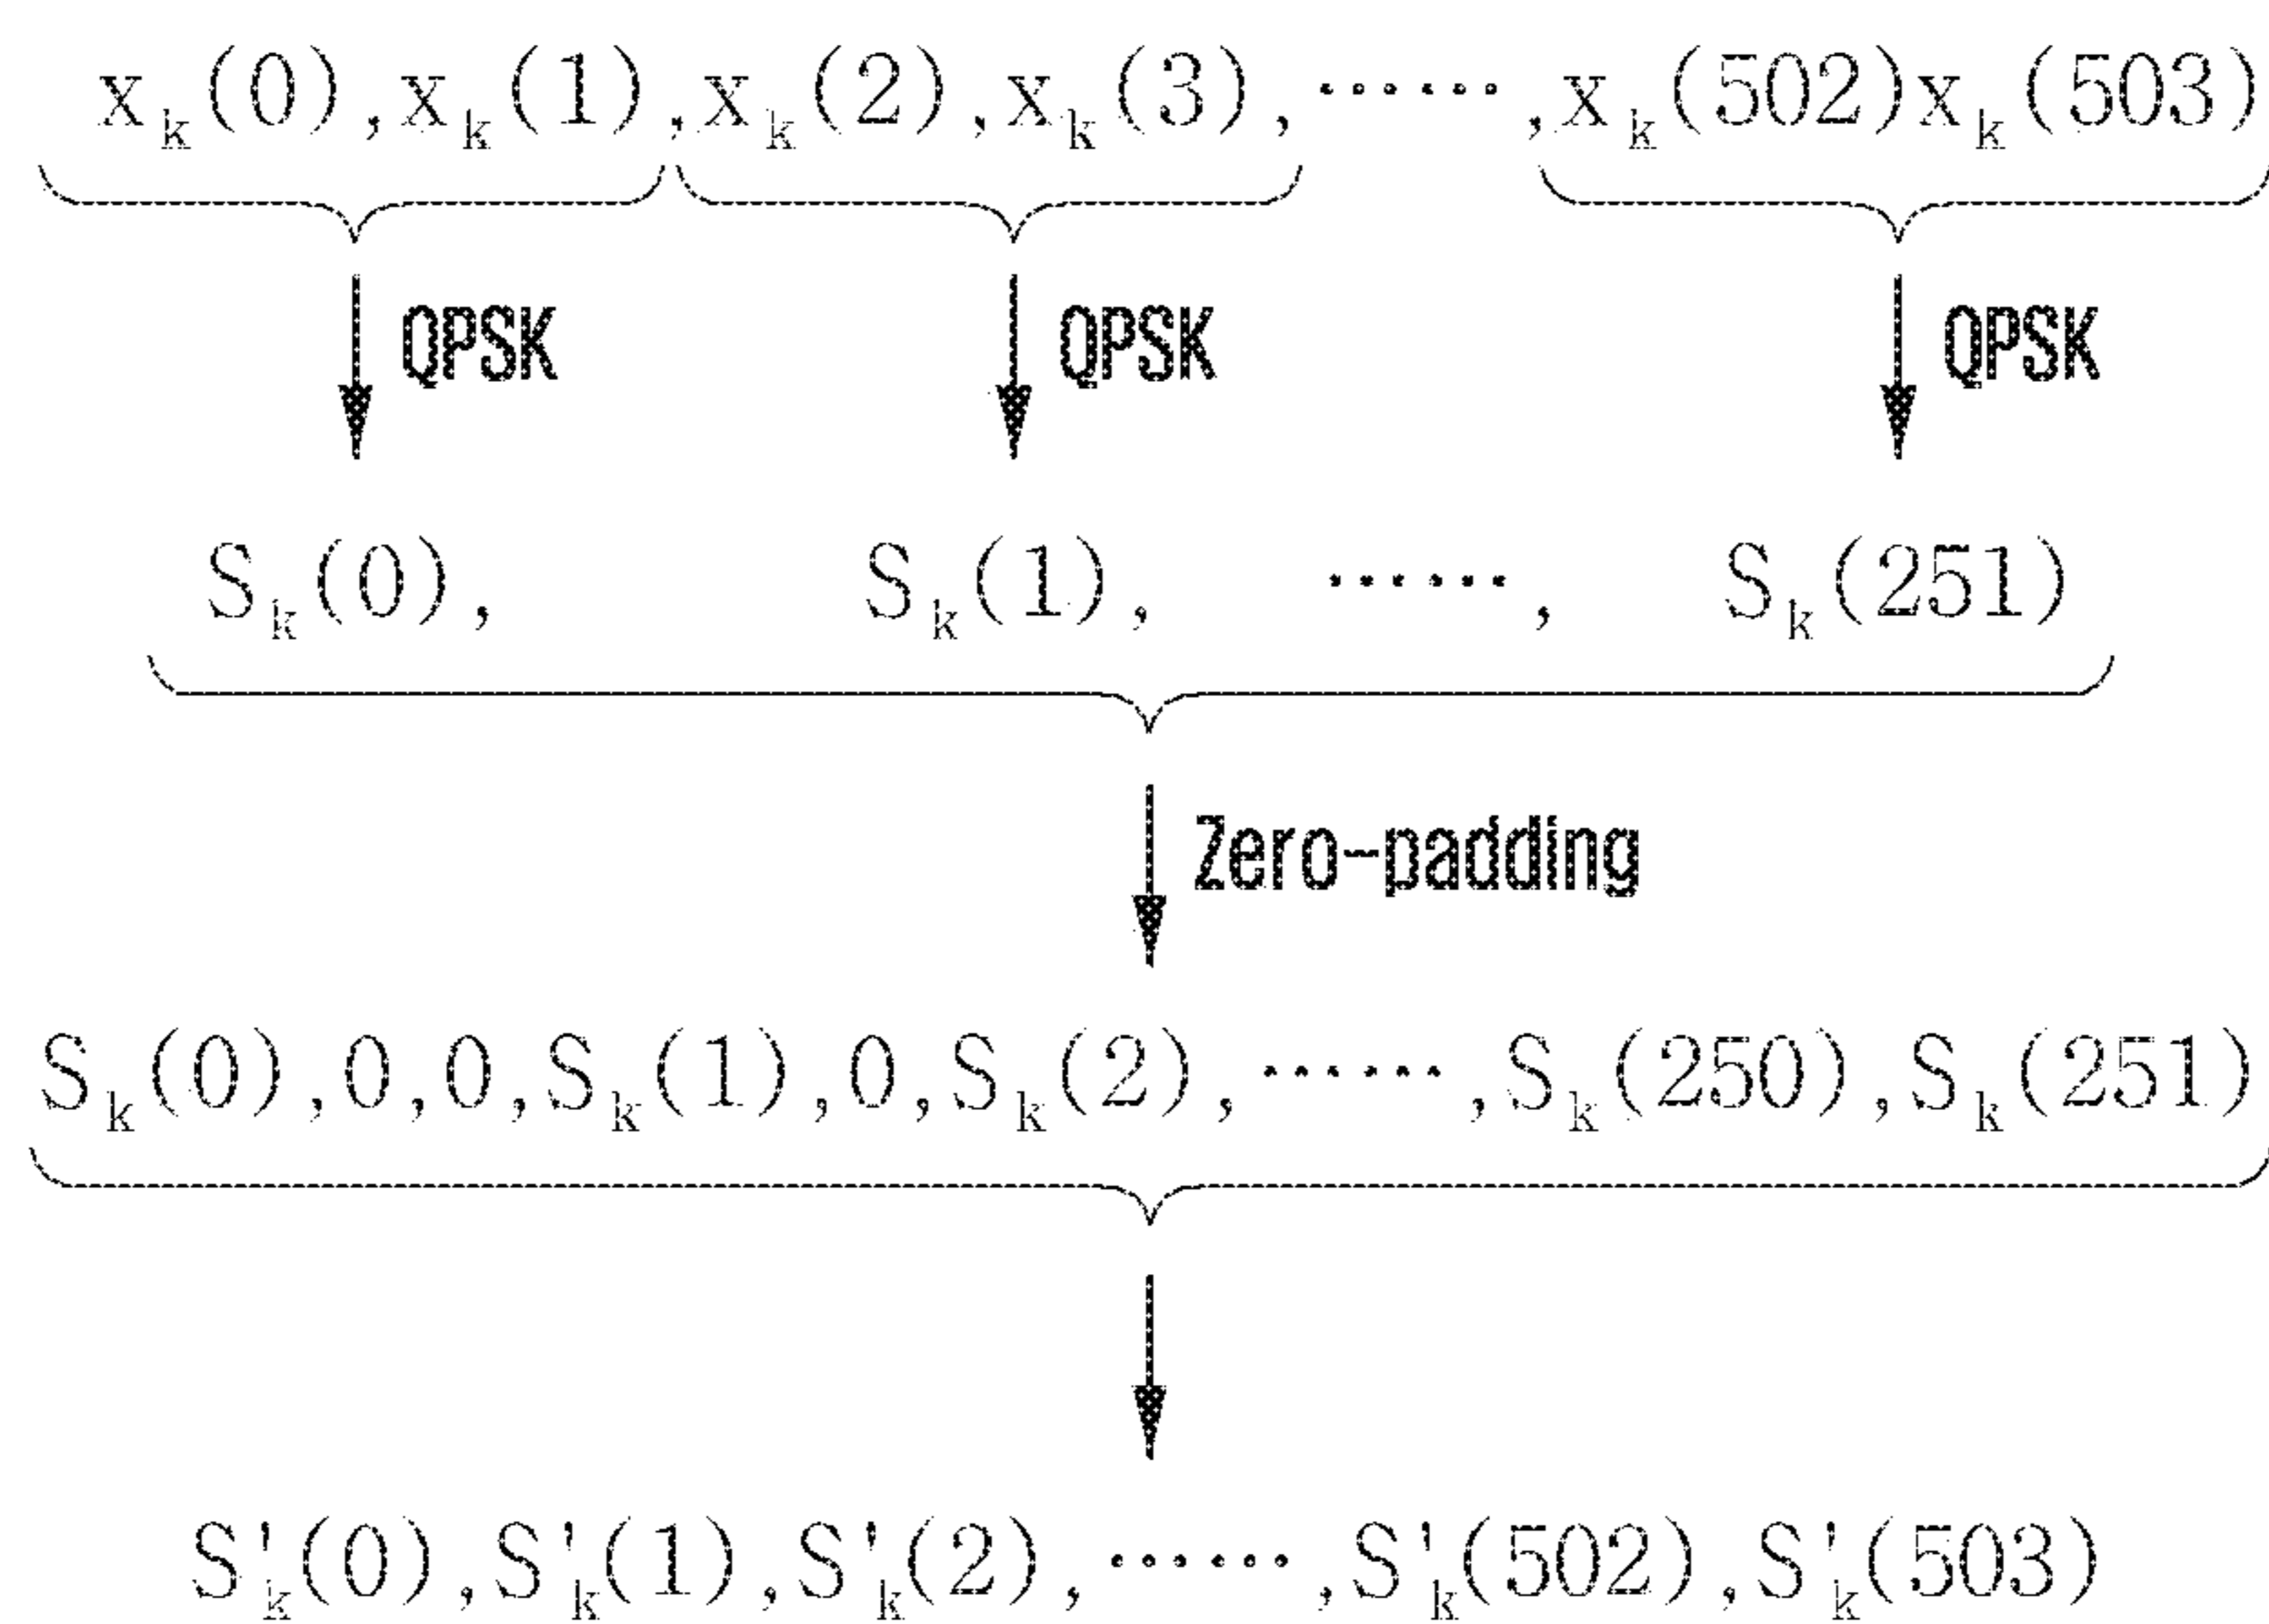 x_k(0),x_k(1),x_k(2),x_k(3),······,x_k(502)x_k(503)
QPSK QPSK QPSK
S_k(0), S_k(1), ······, S_k(251)
Zero-padding
S_k(0),0,0,S_k(1),0,S_k(2),······,S_k(250),S_k(251)
S'_k(0),S'_k(1),S'_k(2),······,S'_k(502),S'_k(503)